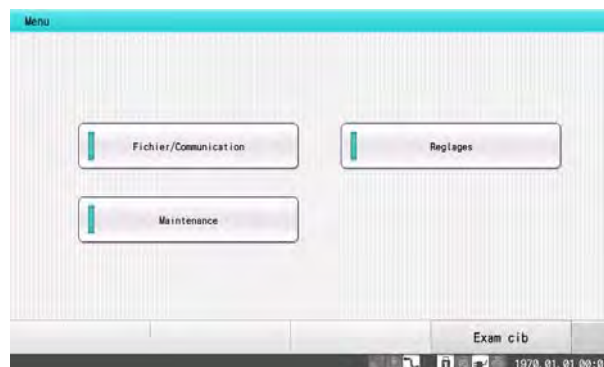 Menu
Fichier/Communication
Reglages
Maintenance
Exam cib
1970.01.01 00:0